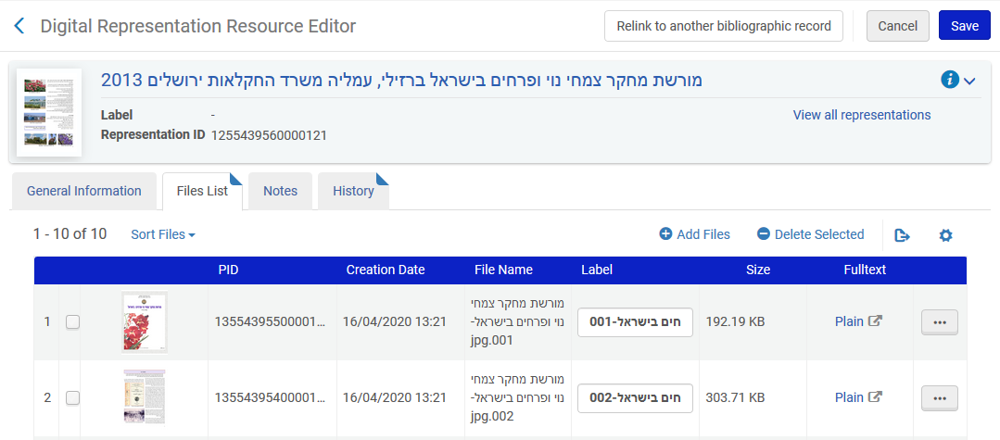 Digital Representation Resource Editor
Relink to another bibliographic record
Cancel
Save
מורשת מחקר צמחי נוי ופרחים בישראל ברזילי, עמליה משרד החקלאות ירושלים 2013
Label -
View all representations
Representation ID 1255439560000121
General Information
Files List
Notes
History
1 - 10 of 10
Sort Files
Add Files
Delete Selected
PID Creation Date File Name Label Size Fulltext
1 13554395500001... 16/04/2020 13:21
מורשת מחקר צמחי
נוי ופרחים בישראל-
jpg.001
חים בישראל-001
192.19 KB
Plain
2 13554395400001... 16/04/2020 13:21
מורשת מחקר צמחי
נוי ופרחים בישראל-
jpg.002
חים בישראל-002
303.71 KB
Plain